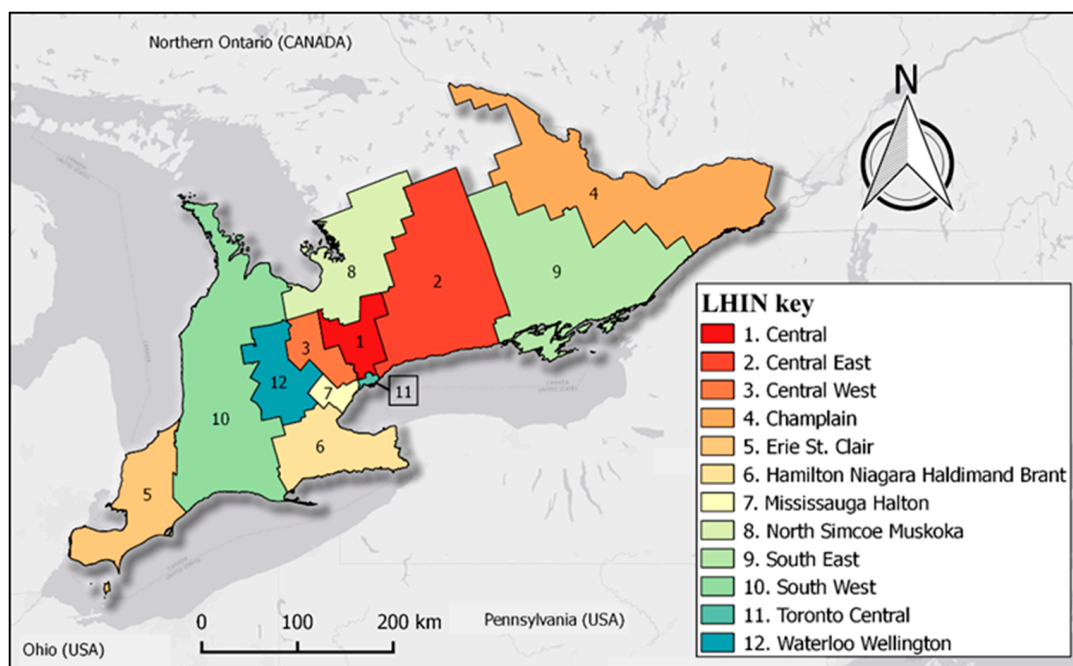 Northern Ontario (CANADA)
N
4
8
2
9
1
3
12
7
11
10
6
5
LHIN key
1. Central
2. Central East
3. Central West
4. Champlain
5. Erie St. Clair
6. Hamilton Niagara Haldimand Brant
7. Mississauga Halton
8. North Simcoe Muskoka
9. South East
10. South West
11. Toronto Central
12. Waterloo Wellington
0 100 200 km
Pennsylvania (USA)
Ohio (USA)